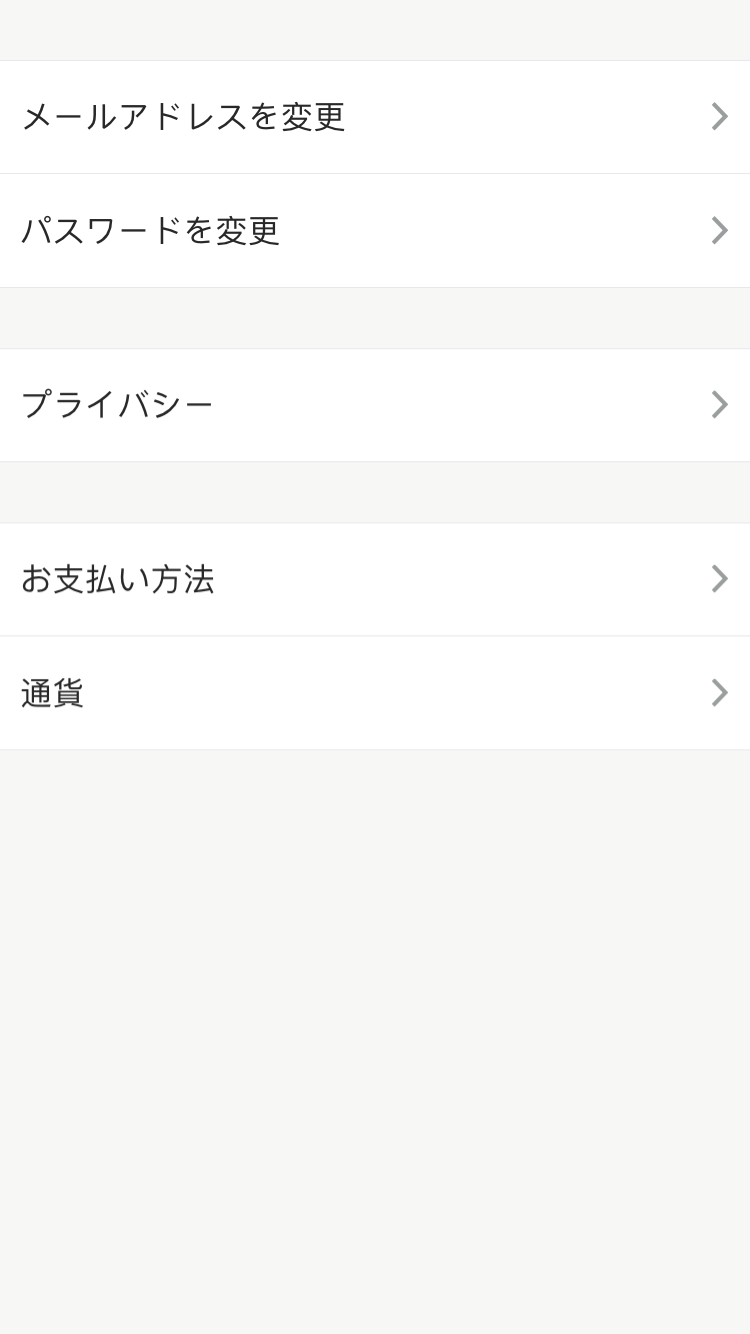 メールアドレスを変更
パスワードを変更
プライバシー
お支払い方法
通貨